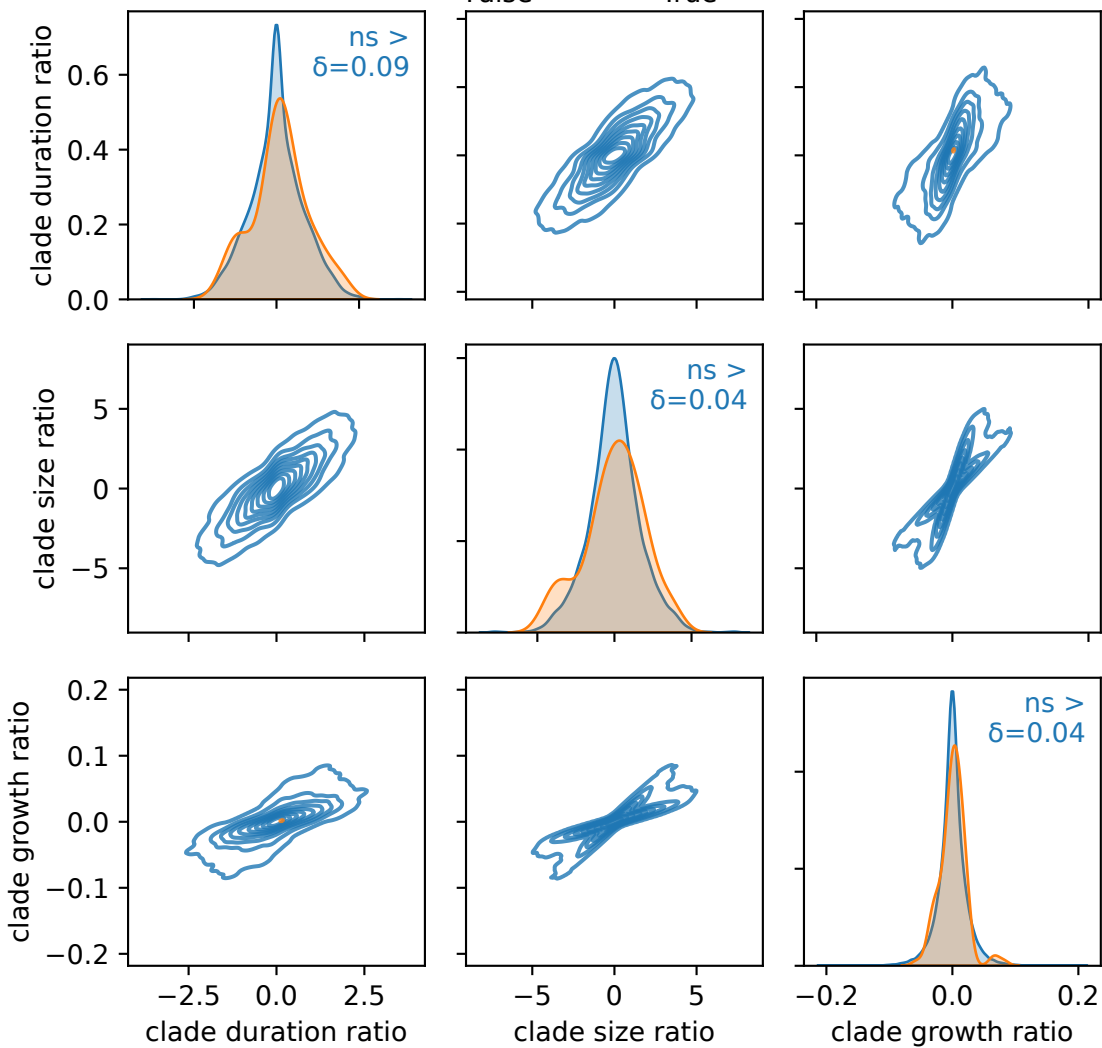 True
clade duration ratio
0.6
0.4
0.2
0.0
ns >
δ=0.09
clade size ratio
5
0
−5
ns >
δ=0.04
clade growth ratio
0.2
0.1
0.0
−0.1
−0.2
ns >
δ=0.04
−2.5
0.0
2.5
−5
0
5
−0.2
0.0
0.2
clade duration ratio
clade size ratio
clade growth ratio